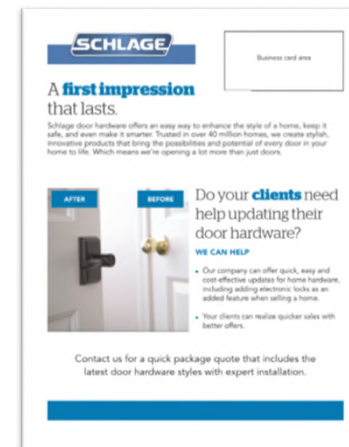 SCHLAGE
Business card area
A first impression
that lasts.
Schlage door hardware offers an easy way to enhance the style of a home, keep it
safe, and even make it smarter. Trusted in over 40 million homes, we create stylish,
innovative products that bring the possibilities and potential of every door in your
home to life. Which means we're opening a lot more than just doors.
AFTER
BEFORE
Do your clients need
help updating their
door hardware?
WE CAN HELP
• Our company can offer quick, easy and
cost-effective updates for home hardware,
including adding electronic locks as an
added feature when selling a home.
• Your clients can realize quicker sales with
better offers.
Contact us for a quick package quote that includes the
latest door hardware styles with expert installation.